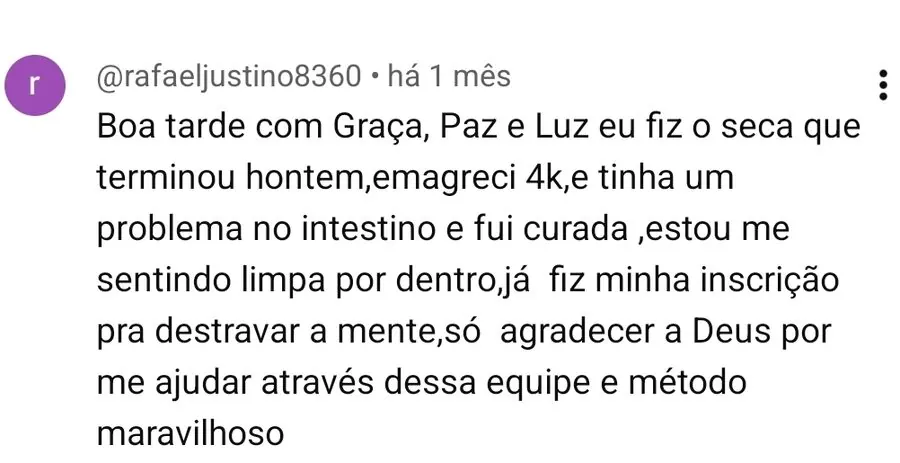 r
@rafaeljustino8360 • há 1 mês
Boa tarde com Graça, Paz e Luz eu fiz o seca que
terminou hontem,emagreci 4k,e tinha um
problema no intestino e fui curada ,estou me
sentindo limpa por dentro,já  fiz minha inscrição
pra destravar a mente,só  agradecer a Deus por
me ajudar através dessa equipe e método
maravilhoso